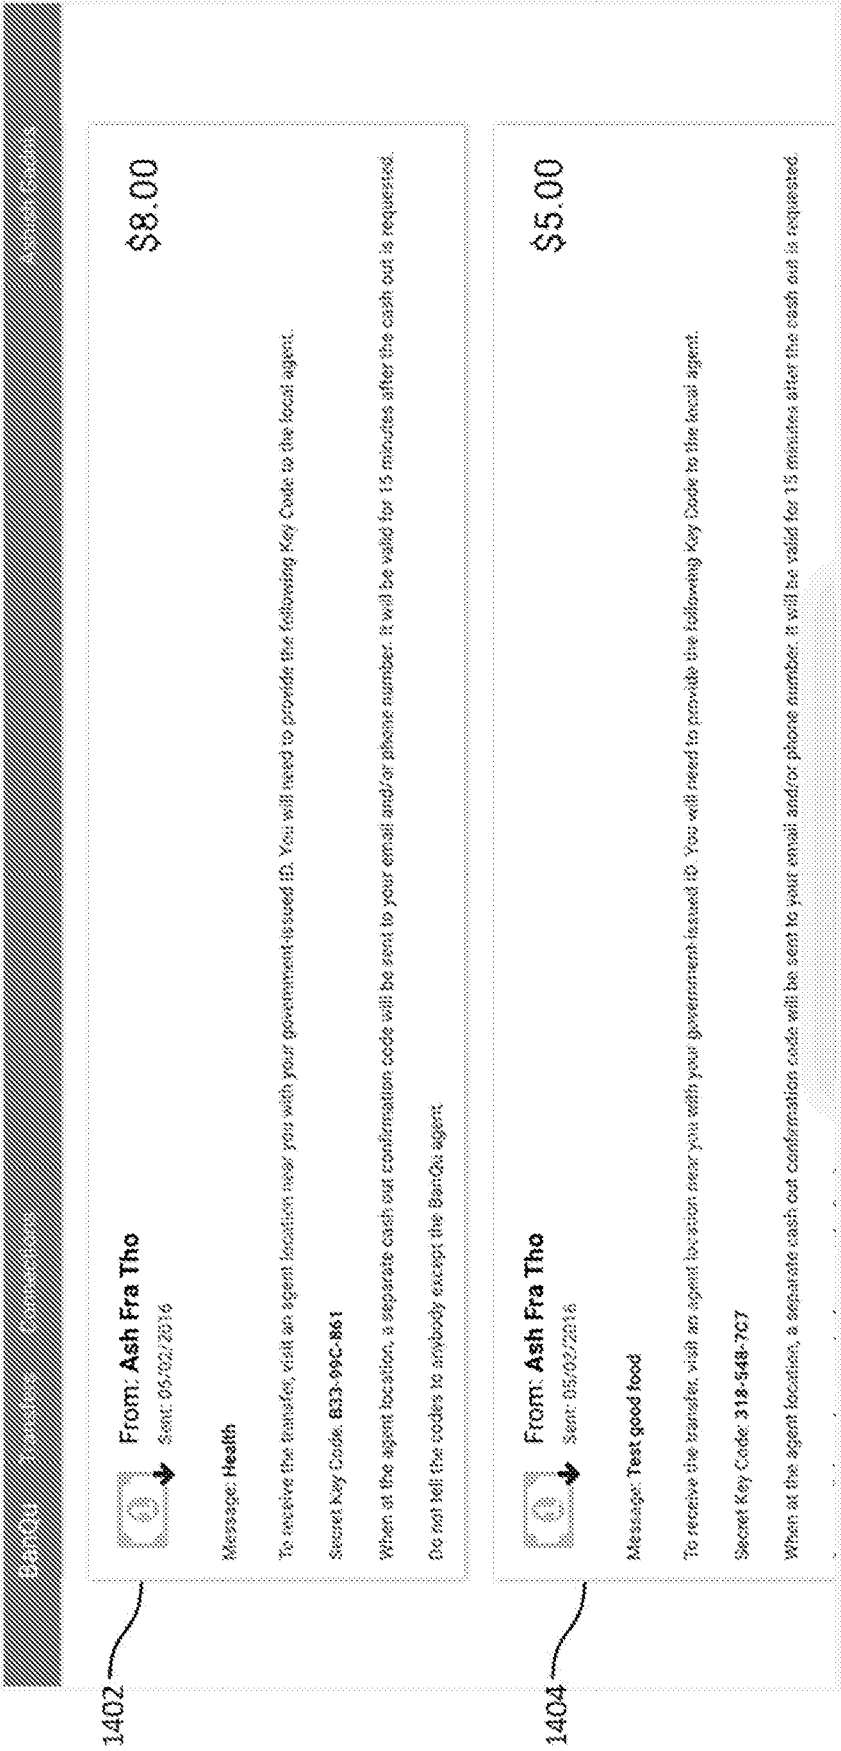 BanQu Transfers Connections
1402
From: Ash Fra Tho
$8.00
Sent: 05/02/2016
Message: Health
To receive the transfer, visit an agent location near you with your government-issued ID. You will need to provide the following Key Code to the local agent.
Secret Key Code: B33-99C-B61
When at the agent location, a separate cash out confirmation code will be sent to your email and/or phone number. It will be valid for 15 minutes after the cash out is requested.
Do not tell the codes to anybody except the BanQu agent.
1404
From: Ash Fra Tho
$5.00
Sent: 05/02/2016
Message: Test good food
To receive the transfer, visit an agent location near you with your government-issued ID. You will need to provide the following Key Code to the local agent.
Secret Key Code: 318-548-7C7
When at the agent location, a separate cash out confirmation code will be sent to your email and/or phone number. It will be valid for 15 minutes after the cash out is requested.